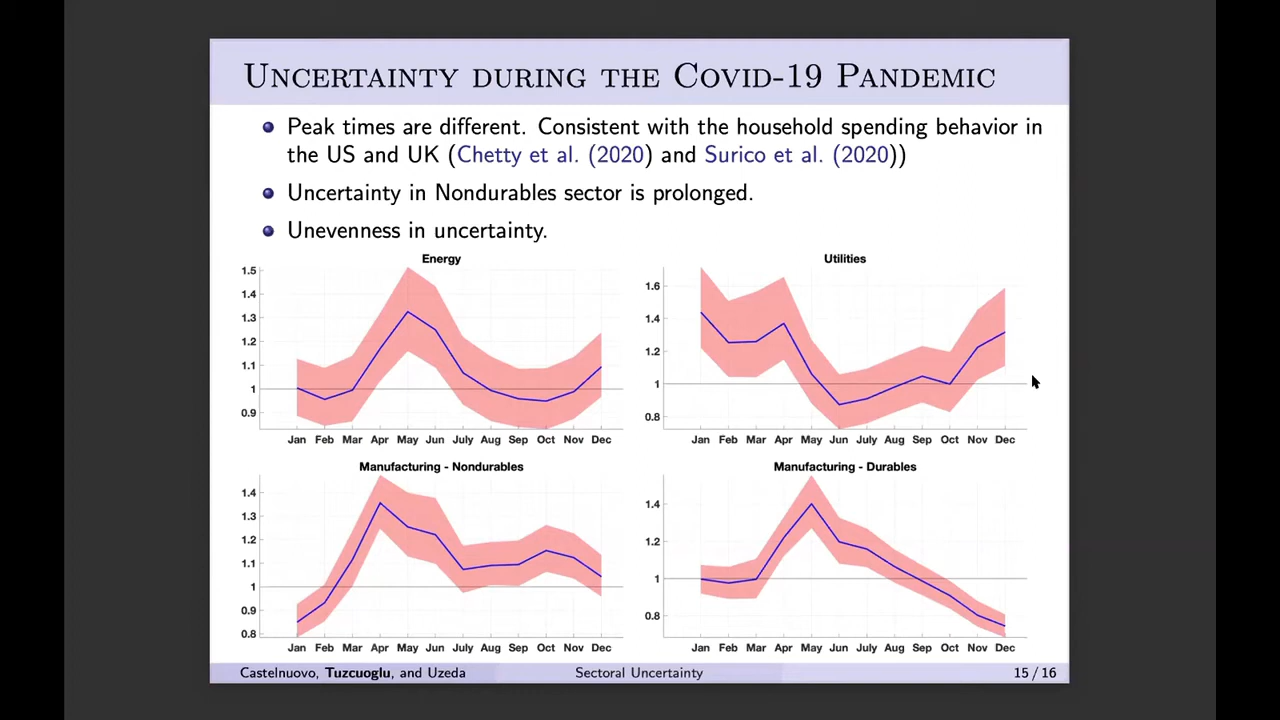 Uncertainty during the Covid-19 Pandemic
Peak times are different. Consistent with the household spending behavior in
the US and UK (Chetty et al. (2020) and Surico et al. (2020))
Uncertainty in Nondurables sector is prolonged.
Unevenness in uncertainty.
Energy
1.5
1.4
1.3
1.2
1.1
1
0.9
Jan Feb Mar Apr May Jun July Aug Sep Oct Nov Dec
Utilities
1.6
1.4
1.2
1
0.8
Jan Feb Mar Apr May Jun July Aug Sep Oct Nov Dec
Manufacturing - Nondurables
1.4
1.3
1.2
1.1
1
0.9
0.8
Jan Feb Mar Apr May Jun July Aug Sep Oct Nov Dec
Manufacturing - Durables
1.4
1.2
1
0.8
Jan Feb Mar Apr May Jun July Aug Sep Oct Nov Dec
Castelnuovo, Tuzcuoglu, and Uzeda Sectoral Uncertainty 15 / 16